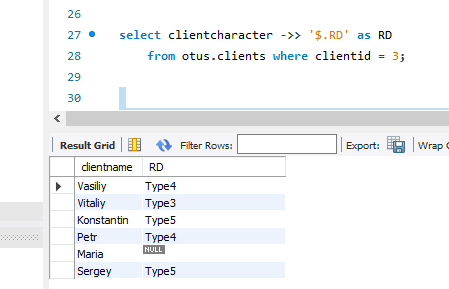 26
27 select clientcharacter ->> '$.RD' as RD
28 from otus.clients where clientid = 3;
29
30
Result Grid Filter Rows: Export: Wrap C
clientname RD
Vasiliy Type4
Vitaliy Type3
Konstantin Type5
Petr Type4
Maria NULL
Sergey Type5